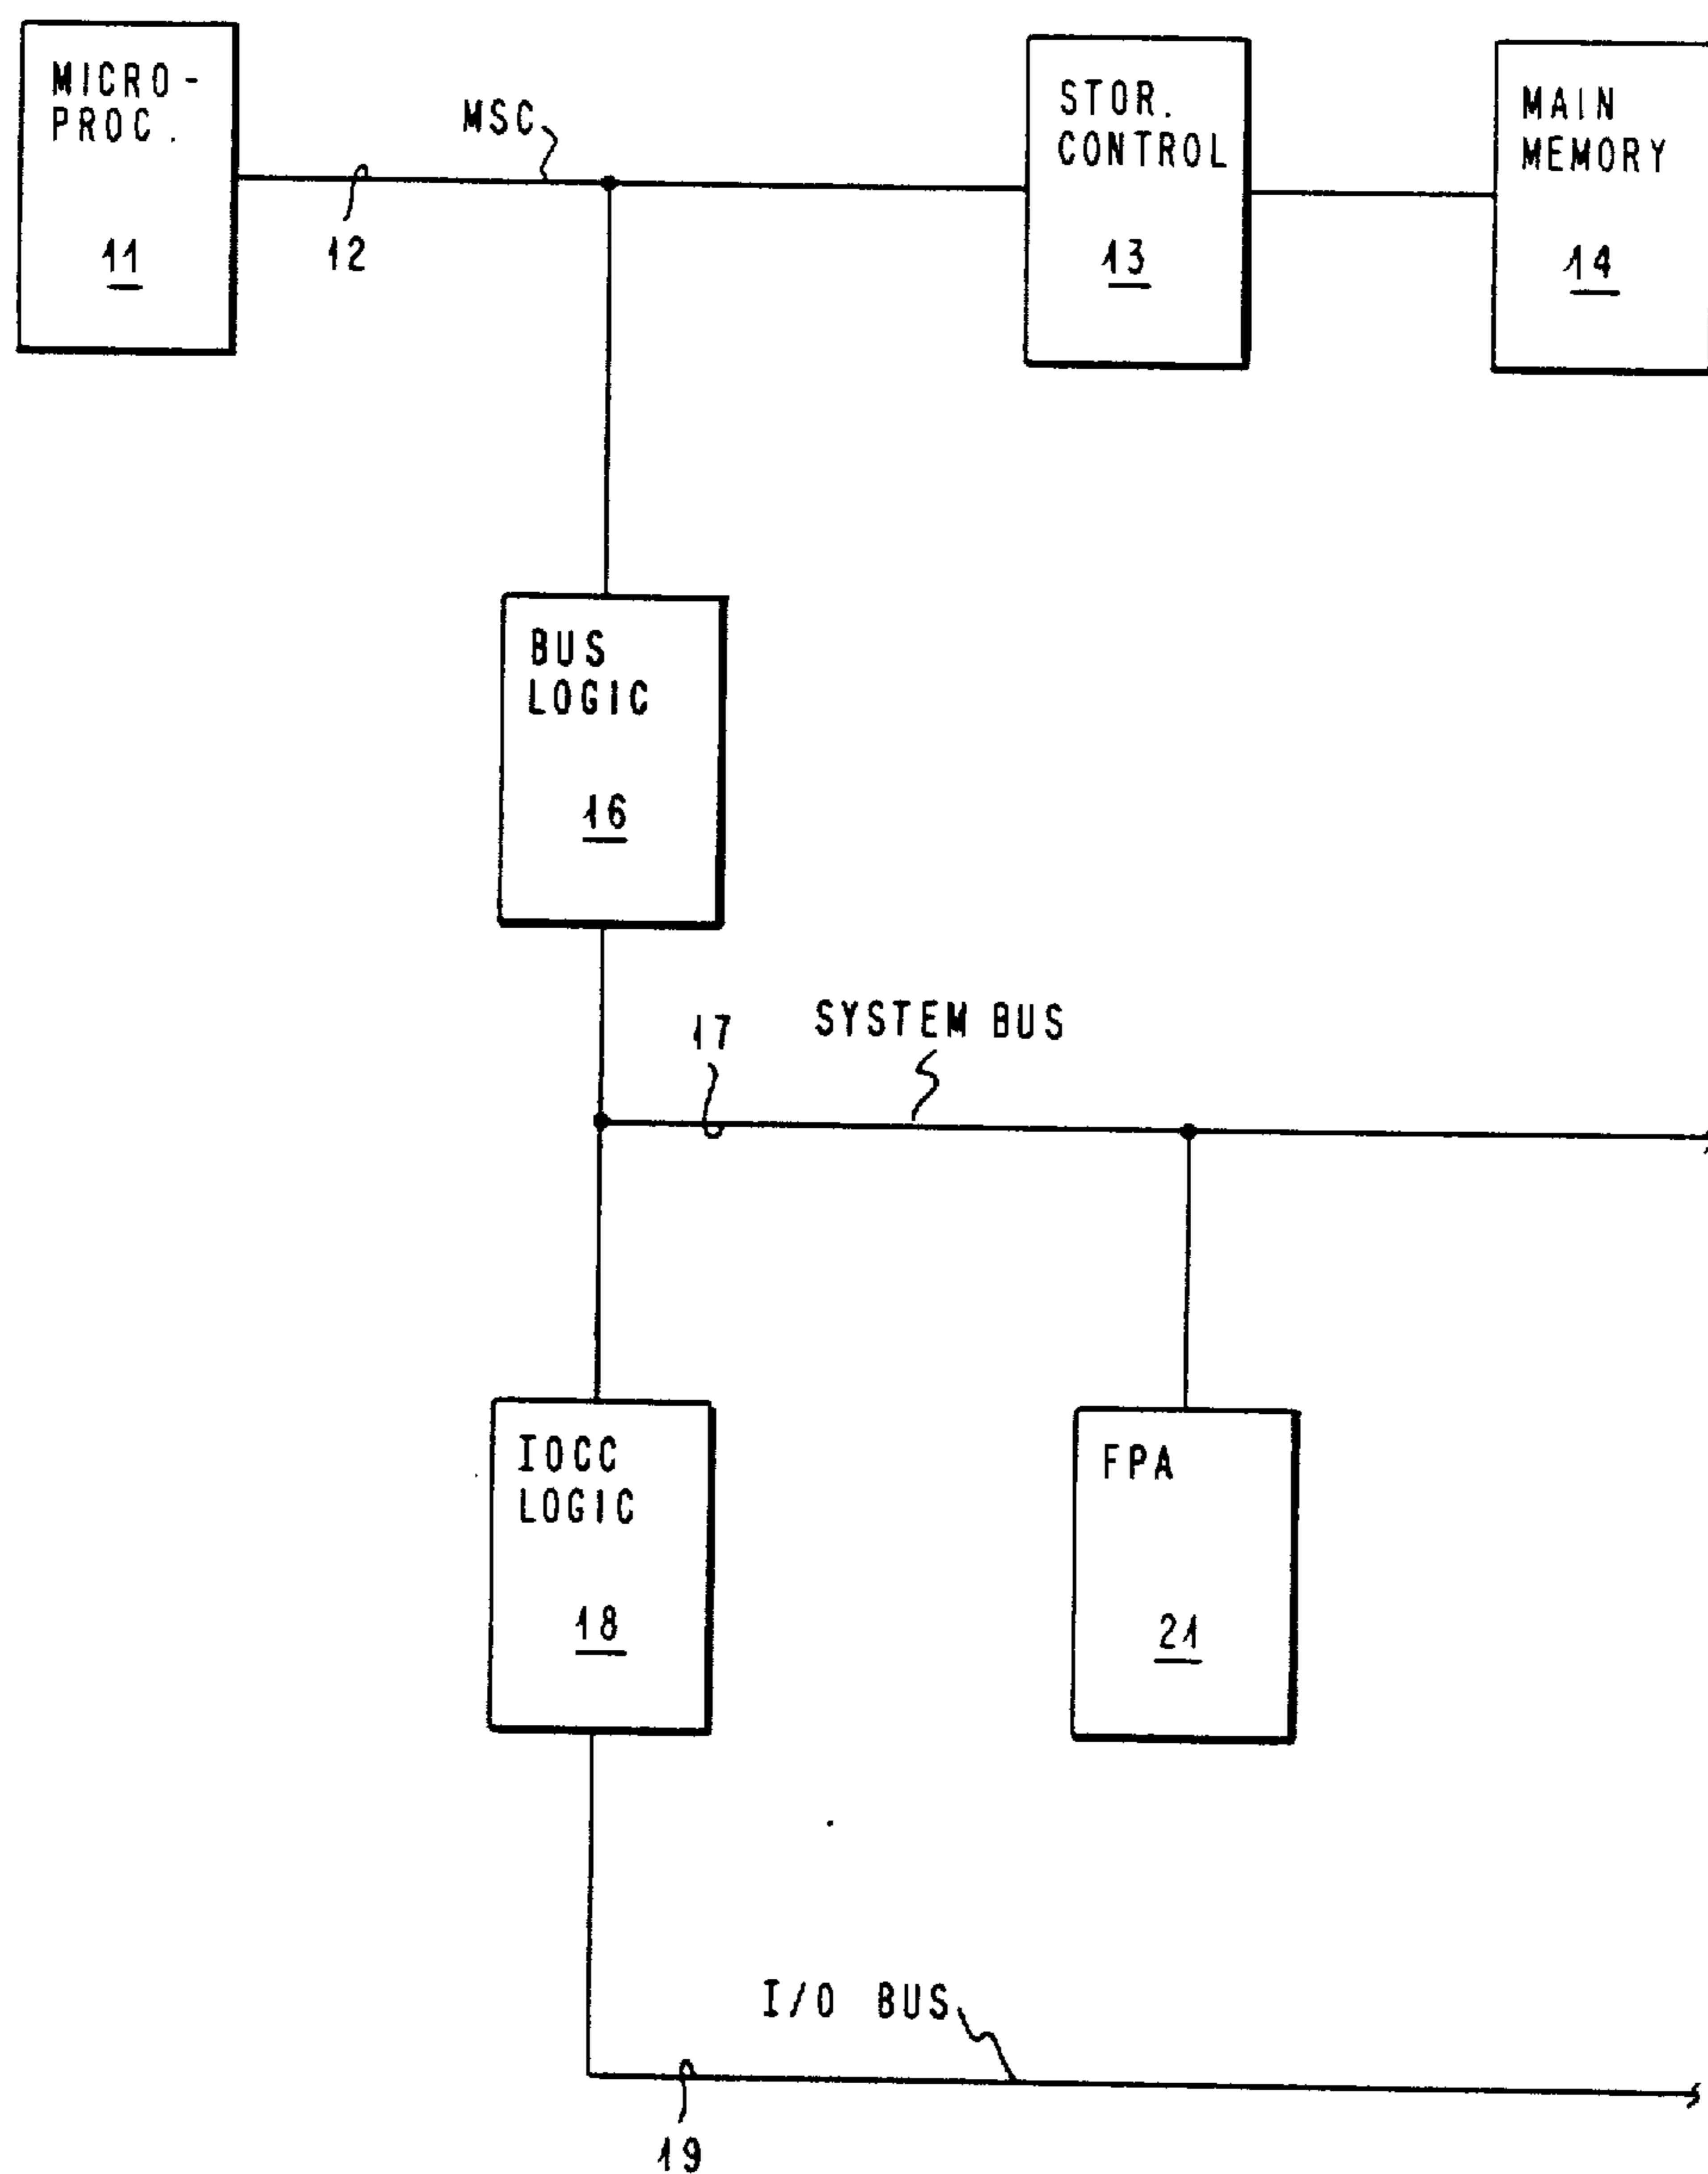 MICRO-
PROC.
11
MSC
12
STOR.
CONTROL
13
MAIN
MEMORY
14
BUS
LOGIC
16
17
SYSTEM BUS
IOCC
LOGIC
18
FPA
21
I/O BUS
19